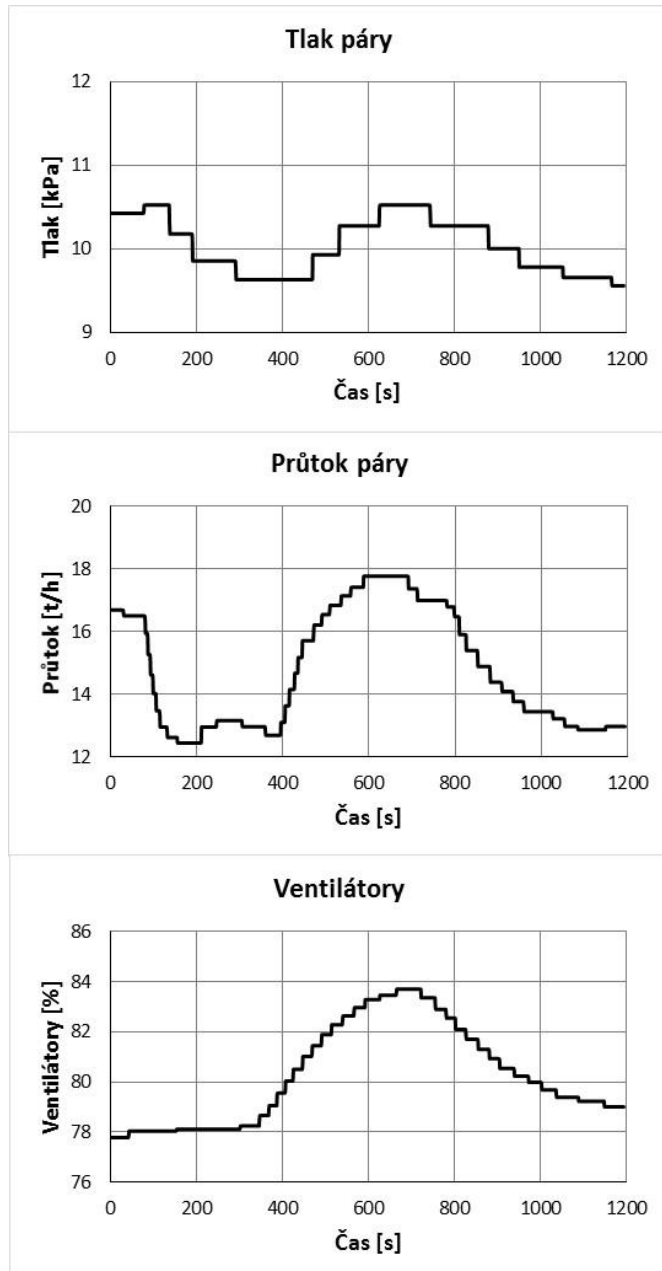 Tlak páry
12
11
10
9
Tlak [kPa]
0 200 400 600 800 1000 1200
Čas [s]
Průtok páry
20
18
16
14
12
Průtok [t/h]
0 200 400 600 800 1000 1200
Čas [s]
Ventilátory
86
84
82
80
78
76
Ventilátory [%]
0 200 400 600 800 1000 1200
Čas [s]